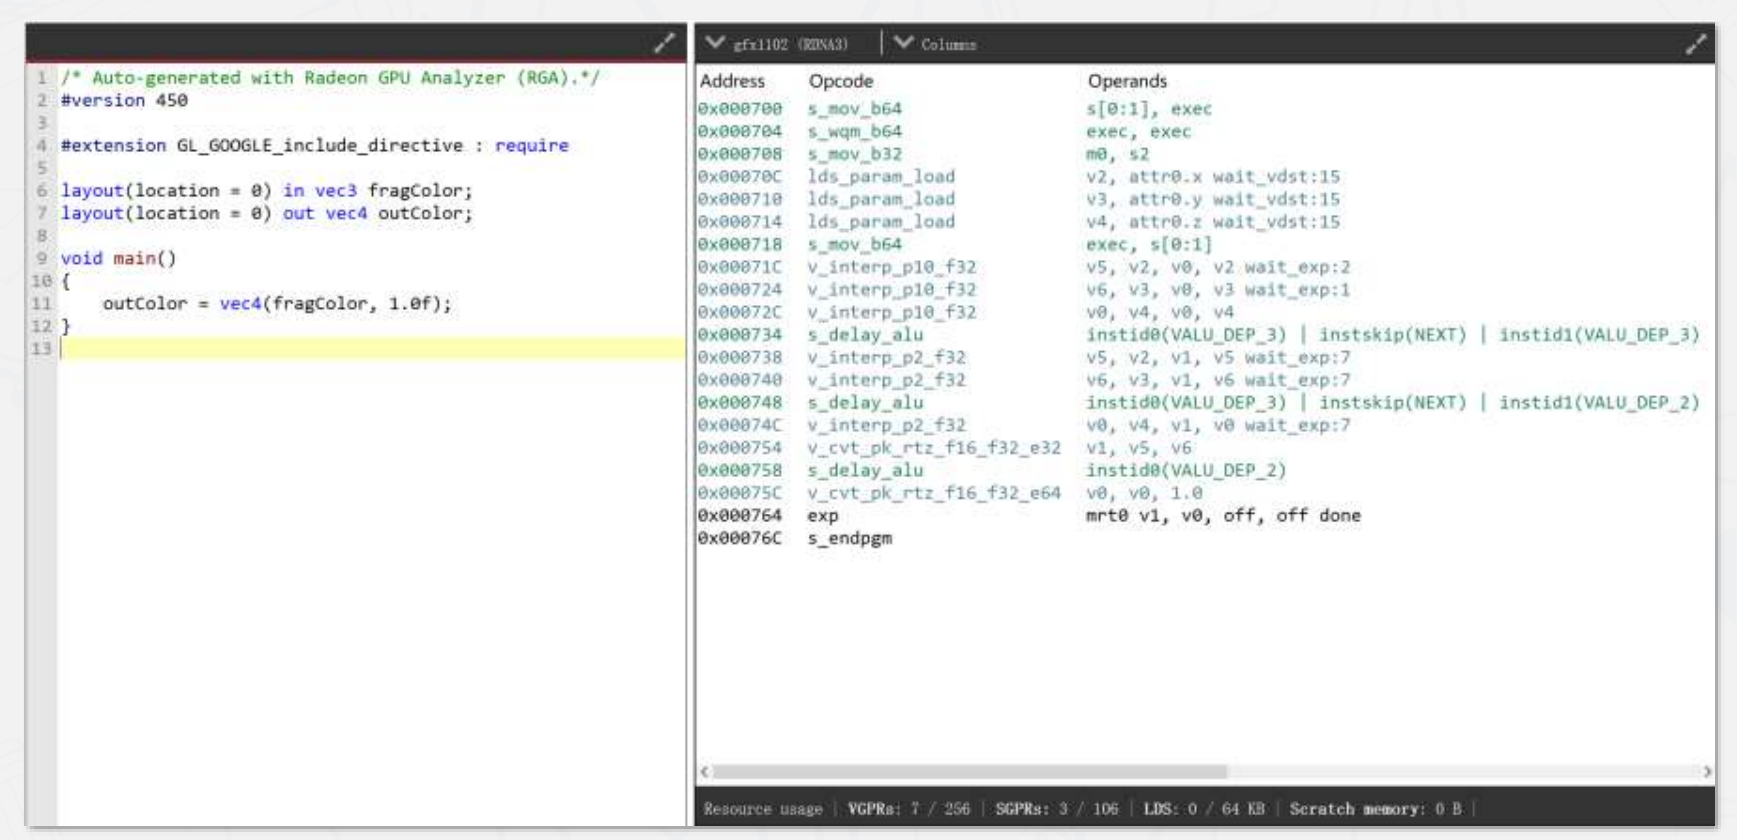 1 /* Auto-generated with Radeon GPU Analyzer (RGA).*/
2 #version 450
3
4 #extension GL_GOOGLE_include_directive : require
5
6 layout(location = 0) in vec3 fragColor;
7 layout(location = 0) out vec4 outColor;
8
9 void main()
10 {
11     outColor = vec4(fragColor, 1.0f);
12 }
13
gfx1102 (RDNA3) | Columns
Address Opcode Operands
0x000700 s_mov_b64 s[0:1], exec
0x000704 s_wqm_b64 exec, exec
0x000708 s_mov_b32 m0, s2
0x00070C lds_param_load v2, attr0.x wait_vdst:15
0x000710 lds_param_load v3, attr0.y wait_vdst:15
0x000714 lds_param_load v4, attr0.z wait_vdst:15
0x000718 s_mov_b64 exec, s[0:1]
0x00071C v_interp_p10_f32 v5, v2, v0, v2 wait_exp:2
0x000724 v_interp_p10_f32 v6, v3, v0, v3 wait_exp:1
0x00072C v_interp_p10_f32 v0, v4, v0, v4
0x000734 s_delay_alu instid0(VALU_DEP_3) | instskip(NEXT) | instid1(VALU_DEP_3)
0x000738 v_interp_p2_f32 v5, v2, v1, v5 wait_exp:7
0x000740 v_interp_p2_f32 v6, v3, v1, v6 wait_exp:7
0x000748 s_delay_alu instid0(VALU_DEP_3) | instskip(NEXT) | instid1(VALU_DEP_2)
0x00074C v_interp_p2_f32 v0, v4, v1, v0 wait_exp:7
0x000754 v_cvt_pk_rtz_f16_f32_e32 v1, v5, v6
0x000758 s_delay_alu instid0(VALU_DEP_2)
0x00075C v_cvt_pk_rtz_f16_f32_e64 v0, v0, 1.0
0x000764 exp mrt0 v1, v0, off, off done
0x00076C s_endpgm
Resource usage | VGPRs: 7 / 256 | SGPRs: 3 / 106 | LDS: 0 / 64 KB | Scratch memory: 0 B |